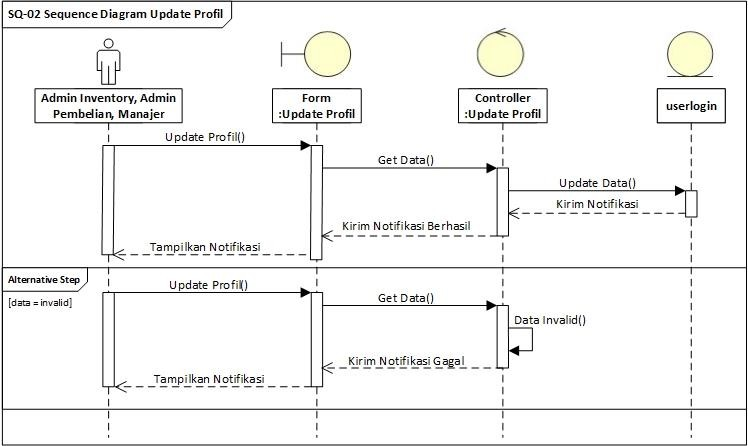 SQ-02 Sequence Diagram Update Profil
Admin Inventory, Admin
Pembelian, Manajer
Form
:Update Profil
Controller
:Update Profil
userlogin
Update Profil()
Get Data()
Update Data()
Kirim Notifikasi
Kirim Notifikasi Berhasil
Tampilkan Notifikasi
Alternative Step
[data = invalid]
Update Profil()
Get Data()
Data Invalid()
Kirim Notifikasi Gagal
Tampilkan Notifikasi